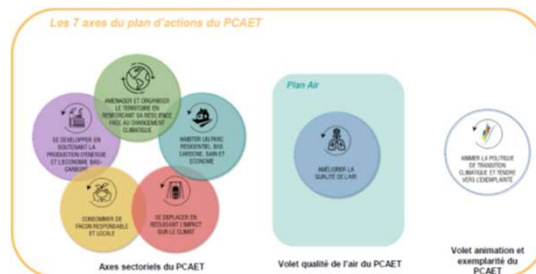 Les 7 axes du plan d'actions du PCAET
AMENAGER ET ORGANISER
LE TERRITOIRE EN
RENFORCANT SA RESILIENCE
FACE AU CHANGEMENT
CLIMATIQUE
SE DEVELOPPER EN
SOUTENANT LA
PRODUCTION D'ENERGIE
ET L'ECONOMIE BAS-
CARBONE
HABITER UN PARC
RESIDENTIEL BAS
CARBONE, SAIN ET
ECONOME
CONSOMMER DE
FACON RESPONSABLE
ET LOCALE
SE DEPLACER EN
REDUISANT L'IMPACT
SUR LE CLIMAT
Axes sectoriels du PCAET
Plan Air
AMELIORER LA
QUALITE DE L'AIR
Volet qualité de l'air du PCAET
ANIMER LA POLITIQUE
DE TRANSITION
CLIMATIQUE ET TENDRE
VERS L'EXEMPLARITE
Volet animation et
exemplarité du
PCAET